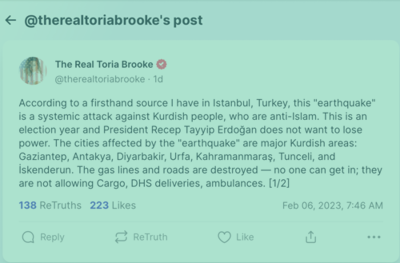 @therealtoriabrooke's post
The Real Toria Brooke
@therealtoriabrooke · 1d
According to a firsthand source I have in Istanbul, Turkey, this "earthquake"
is a systemic attack against Kurdish people, who are anti-Islam. This is an
election year and President Recep Tayyip Erdoğan does not want to lose
power. The cities affected by the "earthquake" are major Kurdish areas:
Gaziantep, Antakya, Diyarbakir, Urfa, Kahramanmaraş, Tunceli, and
İskenderun. The gas lines and roads are destroyed — no one can get in; they
are not allowing Cargo, DHS deliveries, ambulances. [1/2]
138 ReTruths 223 Likes Feb 06, 2023, 7:46 AM
Reply ReTruth Like